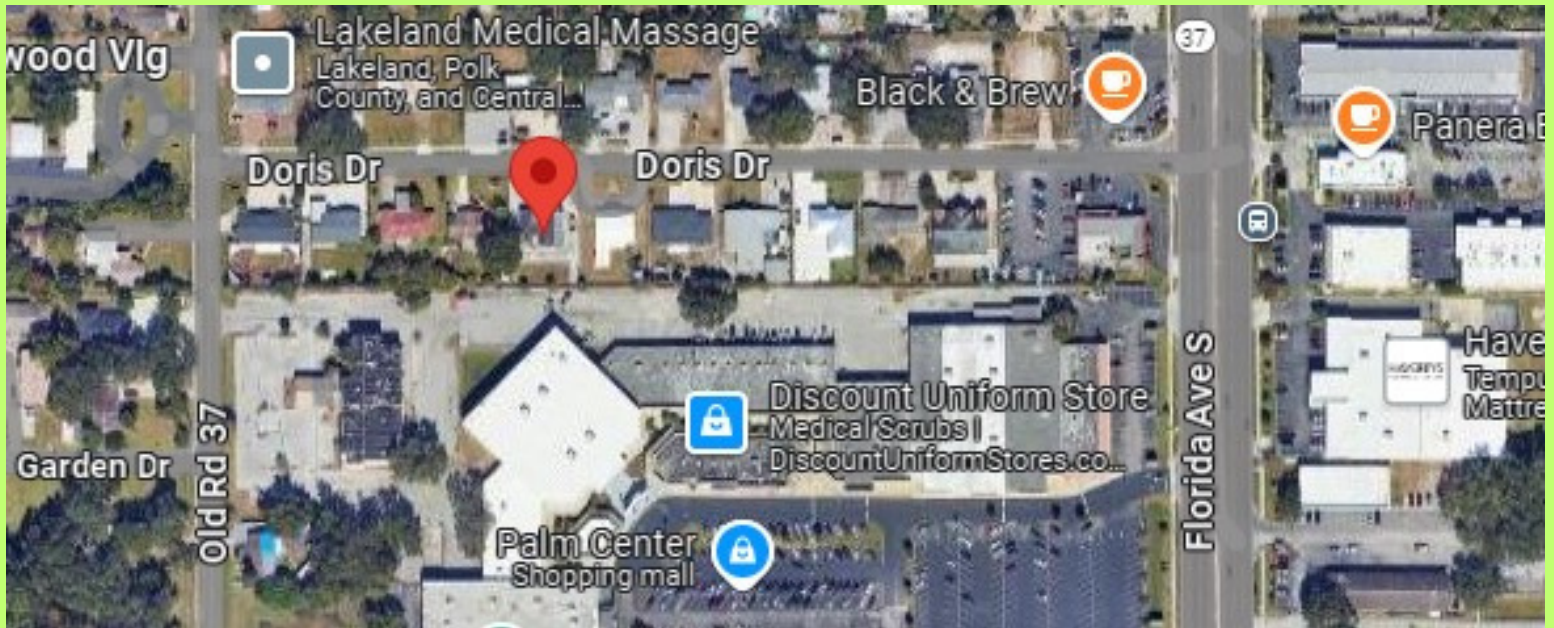 wood Vlg
Lakeland Medical Massage
Lakeland, Polk
County, and Central...
37
Black & Brew
Panera B
Doris Dr
Doris Dr
Florida Ave S
Have
Tempu
Mattre
Discount Uniform Store
Medical Scrubs |
DiscountUniformStores.co...
Old Rd 37
Garden Dr
Palm Center
Shopping mall